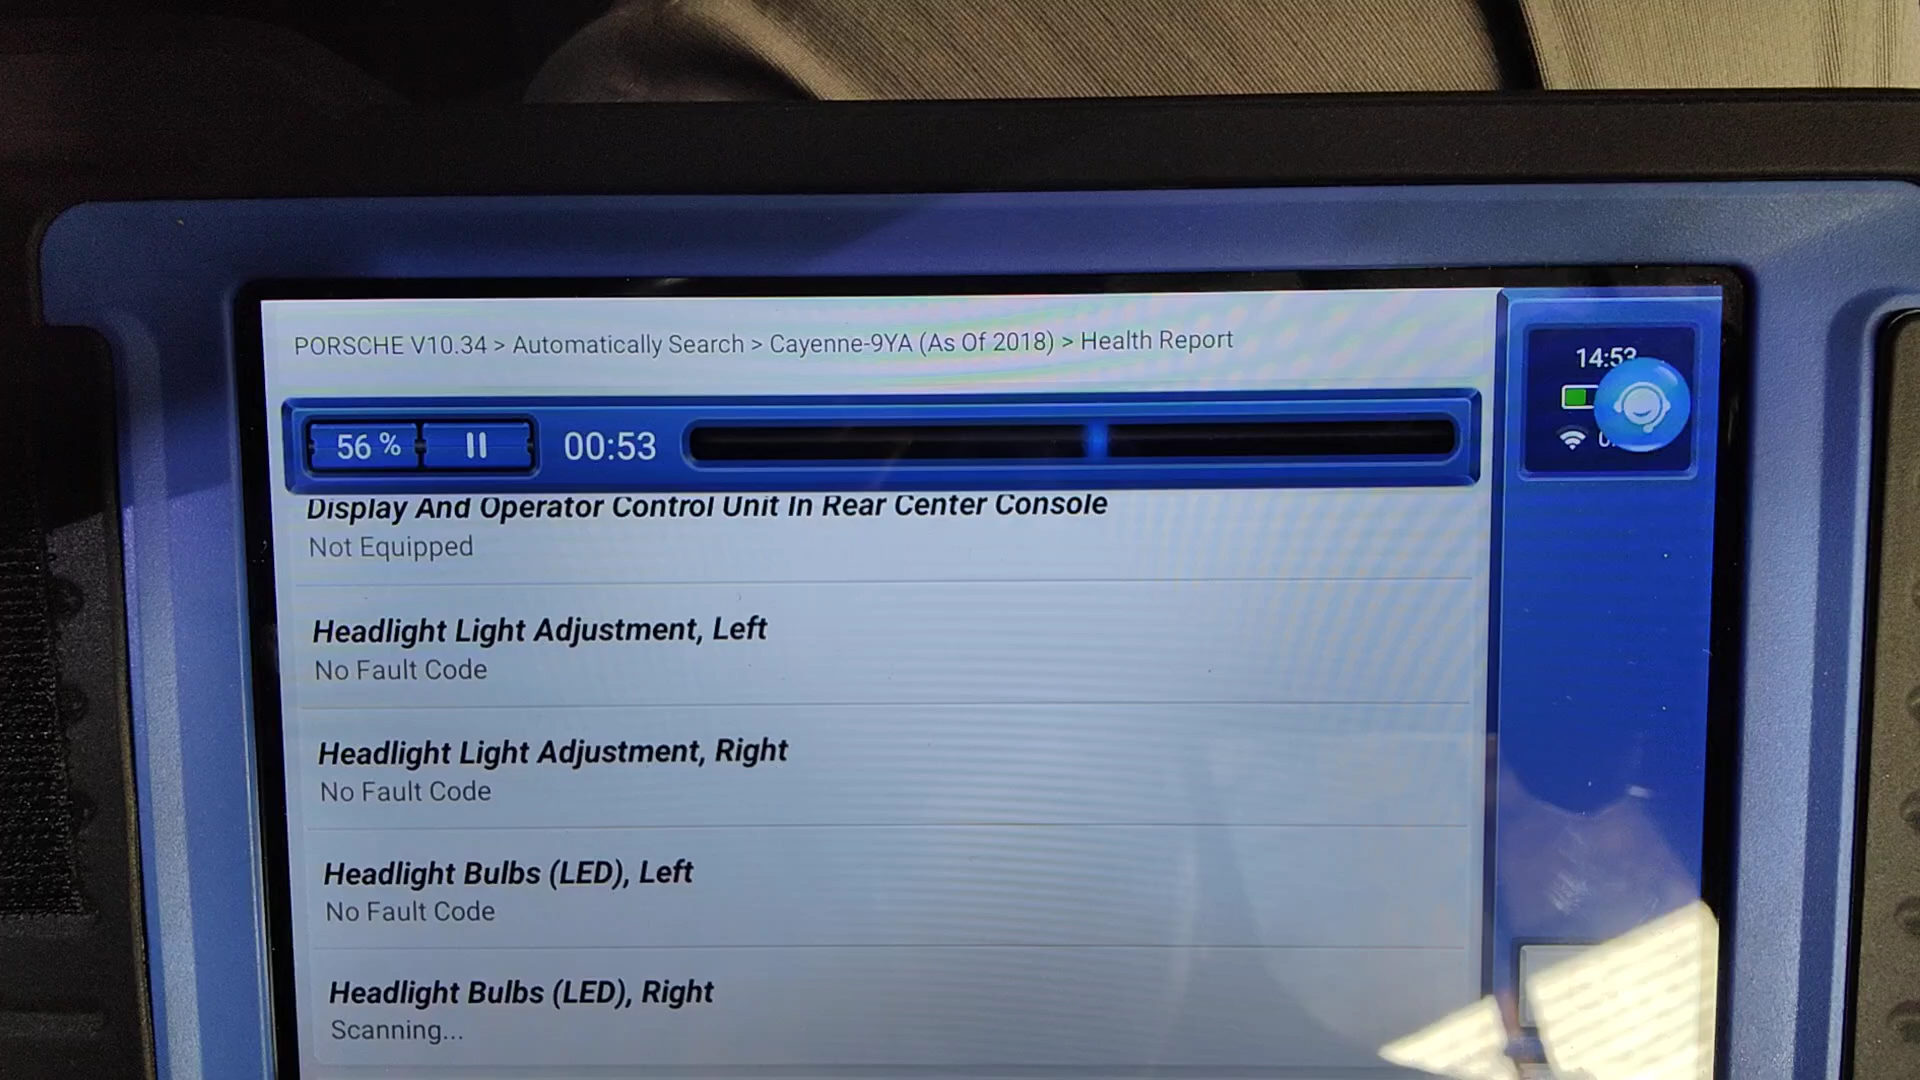 PORSCHE V10.34 > Automatically Search > Cayenne-9YA (As Of 2018) > Health Report
14:53
56 %
00:53
Display And Operator Control Unit In Rear Center Console
Not Equipped
Headlight Light Adjustment, Left
No Fault Code
Headlight Light Adjustment, Right
No Fault Code
Headlight Bulbs (LED), Left
No Fault Code
Headlight Bulbs (LED), Right
Scanning...